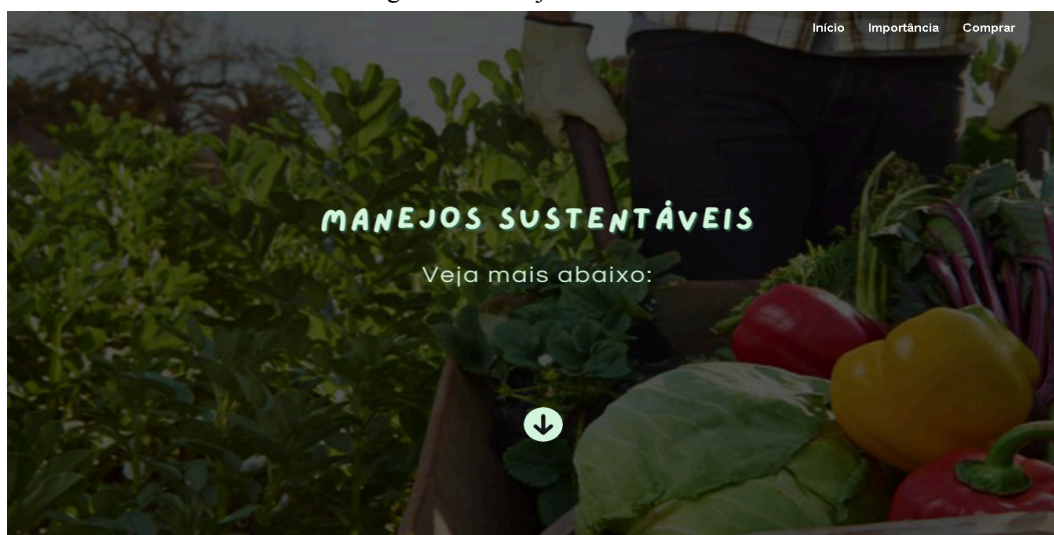 Início Importância Comprar
MANEJOS SUSTENTÁVEIS
Veja mais abaixo: